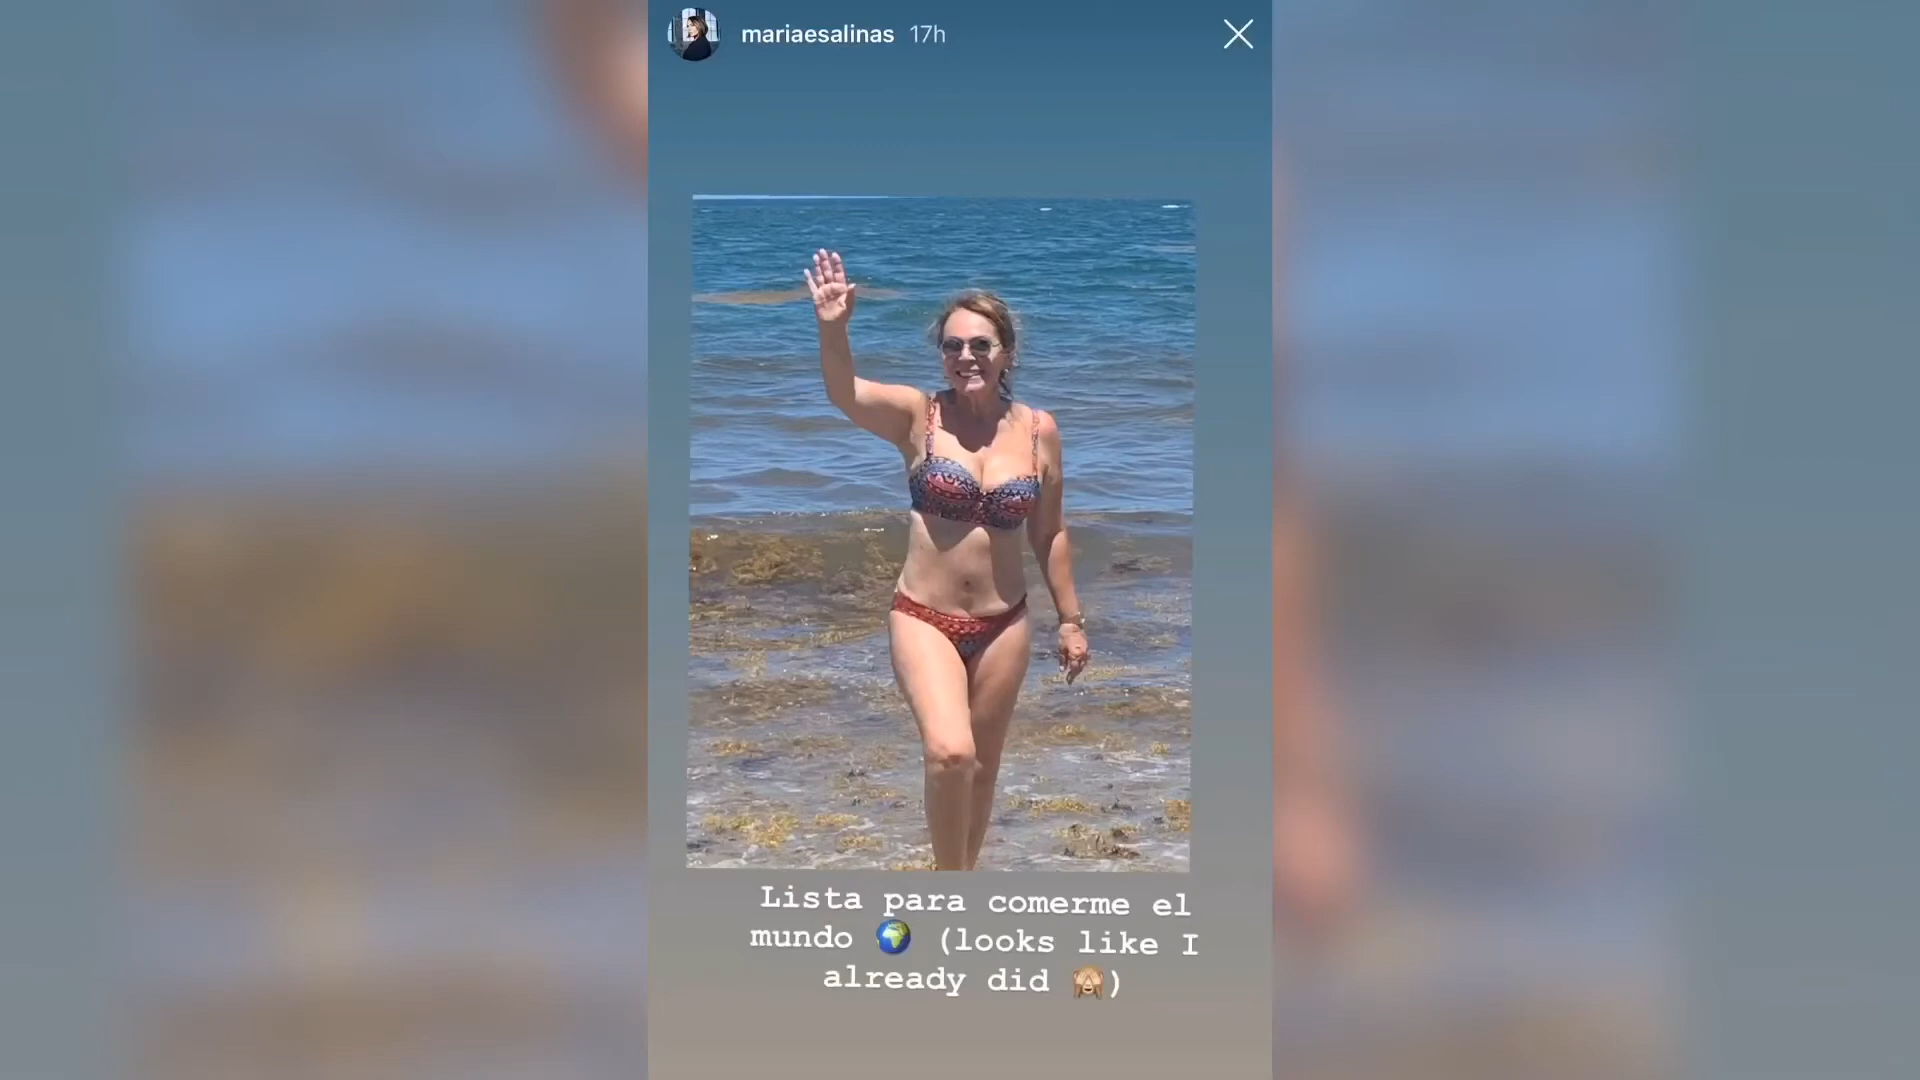 mariaesalinas 17h
Lista para comerme el
mundo 🌍 (looks like I
already did 🙈)